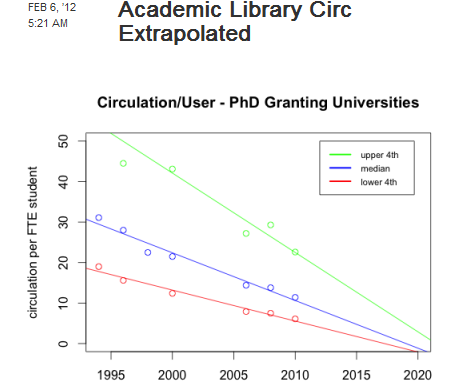 FEB 6, '12
5:21 AM
Academic Library Circ
Extrapolated
Circulation/User - PhD Granting Universities
circulation per FTE student
50
40
30
20
10
0
upper 4th
median
lower 4th
1995 2000 2005 2010 2015 2020